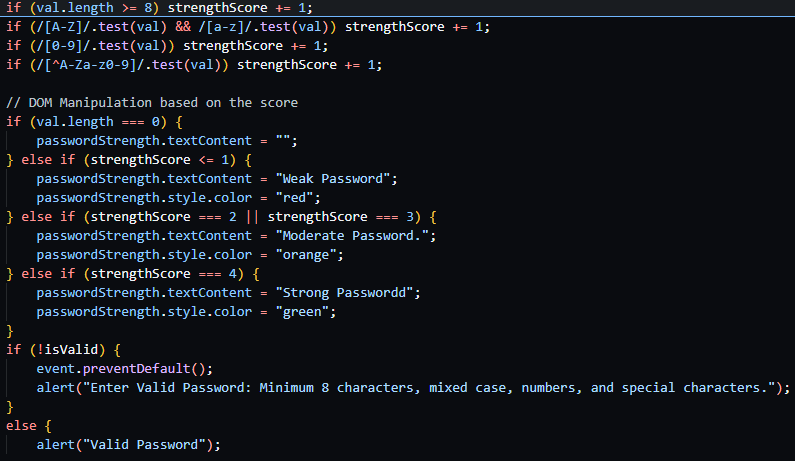 if (val.length >= 8) strengthScore += 1;
if (/[A-Z]/.test(val) && /[a-z]/.test(val)) strengthScore += 1;
if (/[0-9]/.test(val)) strengthScore += 1;
if (/[^A-Za-z0-9]/.test(val)) strengthScore += 1;

// DOM Manipulation based on the score
if (val.length === 0) {
    passwordStrength.textContent = "";
} else if (strengthScore <= 1) {
    passwordStrength.textContent = "Weak Password";
    passwordStrength.style.color = "red";
} else if (strengthScore === 2 || strengthScore === 3) {
    passwordStrength.textContent = "Moderate Password.";
    passwordStrength.style.color = "orange";
} else if (strengthScore === 4) {
    passwordStrength.textContent = "Strong Passwordd";
    passwordStrength.style.color = "green";
}
if (!isValid) {
    event.preventDefault();
    alert("Enter Valid Password: Minimum 8 characters, mixed case, numbers, and special characters.");
}
else {
    alert("Valid Password");